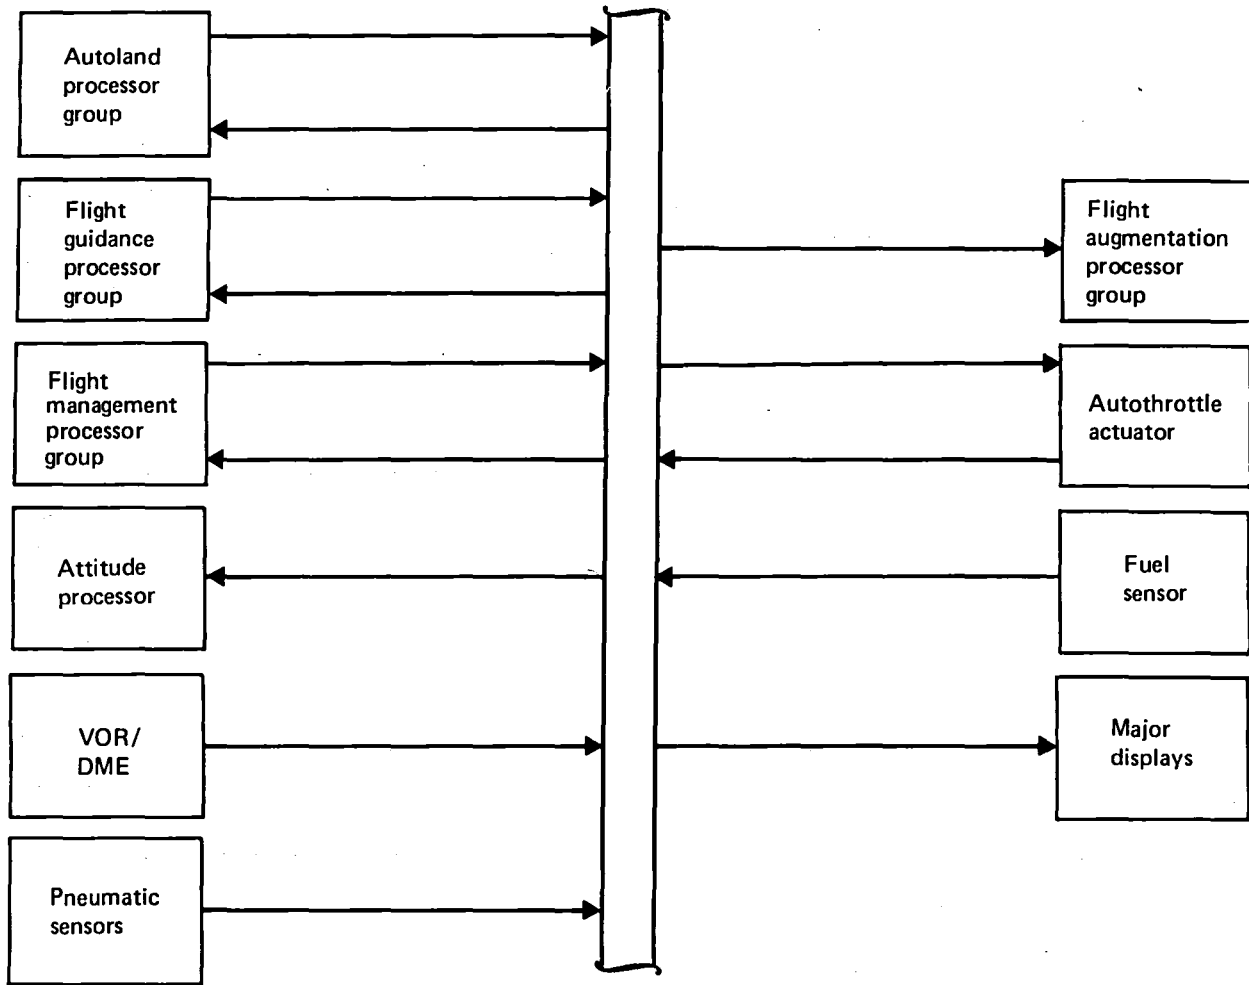 Autoland
processor
group
Flight
guidance
processor
group
Flight
management
processor
group
Attitude
processor
VOR/
DME
Pneumatic
sensors
Flight
augmentation
processor
group
Autothrottle
actuator
Fuel
sensor
Major
displays